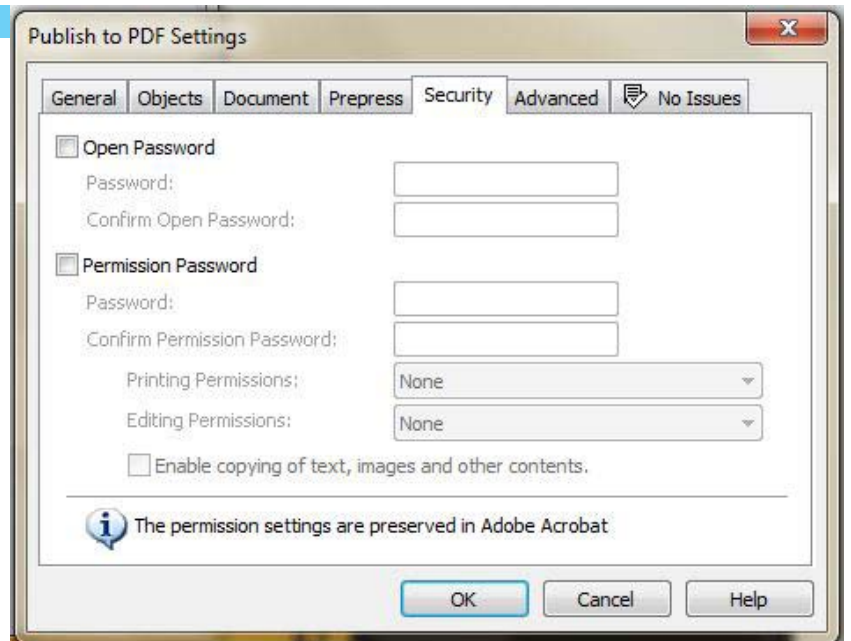 Publish to PDF Settings
General Objects Document Prepress Security Advanced No Issues
Open Password
Password:
Confirm Open Password:
Permission Password
Password:
Confirm Permission Password:
Printing Permissions: None
Editing Permissions: None
Enable copying of text, images and other contents.
The permission settings are preserved in Adobe Acrobat
OK Cancel Help